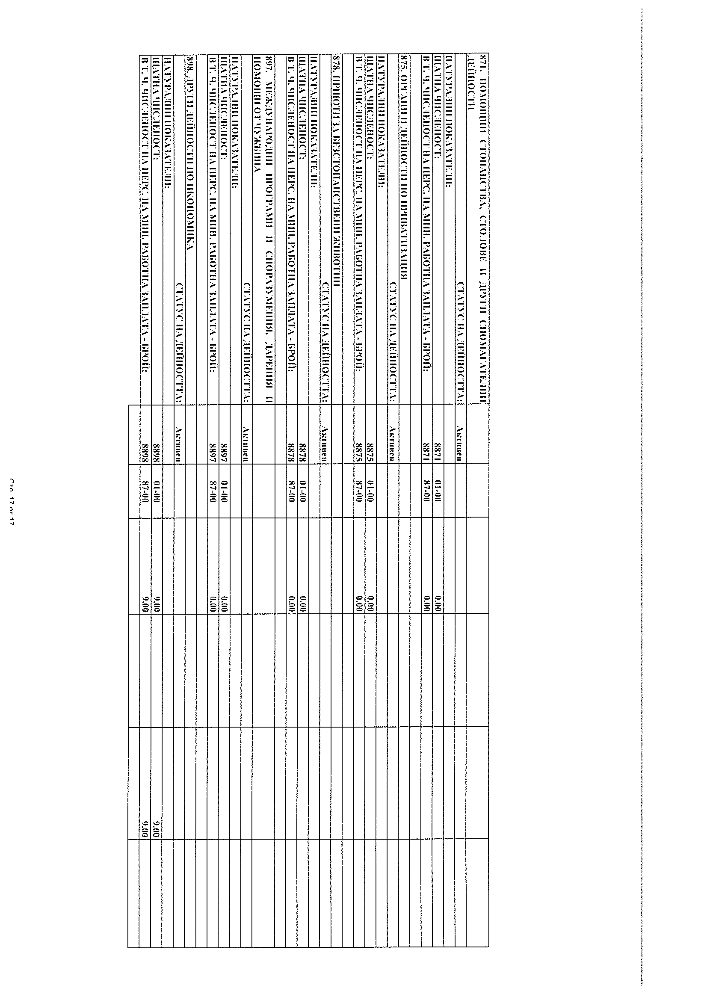 871. ПОМОЩНИ СТОПАНСТВА, СТОЛОВЕ И ДРУГИ СПОМАГАТЕЛНИ
ДЕЙНОСТИ
СТАТУС НА ДЕЙНОСТТА: Активен
НАТУРАЛНИ ПОКАЗАТЕЛИ:
ЩАТНА ЧИСЛЕНОСТ: 8871 01-00 0.00
В Т. Ч. ЧИСЛЕНОСТ НА ПЕРС. НА МИН. РАБОТНА ЗАПЛАТА - БРОЙ: 8871 87-00 0.00
875. ОРГАНИ И ДЕЙНОСТИ ПО ПРИВАТИЗАЦИЯ
СТАТУС НА ДЕЙНОСТТА: Активен
НАТУРАЛНИ ПОКАЗАТЕЛИ:
ЩАТНА ЧИСЛЕНОСТ: 8875 01-00 0.00
В Т. Ч. ЧИСЛЕНОСТ НА ПЕРС. НА МИН. РАБОТНА ЗАПЛАТА - БРОЙ: 8875 87-00 0.00
878. ПРИЮТИ ЗА БЕЗСТОПАНСТВЕНИ ЖИВОТНИ
СТАТУС НА ДЕЙНОСТТА: Активен
НАТУРАЛНИ ПОКАЗАТЕЛИ:
ЩАТНА ЧИСЛЕНОСТ: 8878 01-00 0.00
В Т. Ч. ЧИСЛЕНОСТ НА ПЕРС. НА МИН. РАБОТНА ЗАПЛАТА - БРОЙ: 8878 87-00 0.00
897. МЕЖДУНАРОДНИ ПРОГРАМИ И СПОРАЗУМЕНИЯ, ДАРЕНИЯ И
ПОМОЩИ ОТ ЧУЖБИНА
СТАТУС НА ДЕЙНОСТТА: Активен
НАТУРАЛНИ ПОКАЗАТЕЛИ:
ЩАТНА ЧИСЛЕНОСТ: 8897 01-00 0.00
В Т. Ч. ЧИСЛЕНОСТ НА ПЕРС. НА МИН. РАБОТНА ЗАПЛАТА - БРОЙ: 8897 87-00 0.00
898. ДРУГИ ДЕЙНОСТИ ПО ИКОНОМИКА
СТАТУС НА ДЕЙНОСТТА: Активен
НАТУРАЛНИ ПОКАЗАТЕЛИ:
ЩАТНА ЧИСЛЕНОСТ: 8898 01-00 9.00 9.00
В Т. Ч. ЧИСЛЕНОСТ НА ПЕРС. НА МИН. РАБОТНА ЗАПЛАТА - БРОЙ: 8898 87-00 9.00 9.00
Стр. 17 от 17